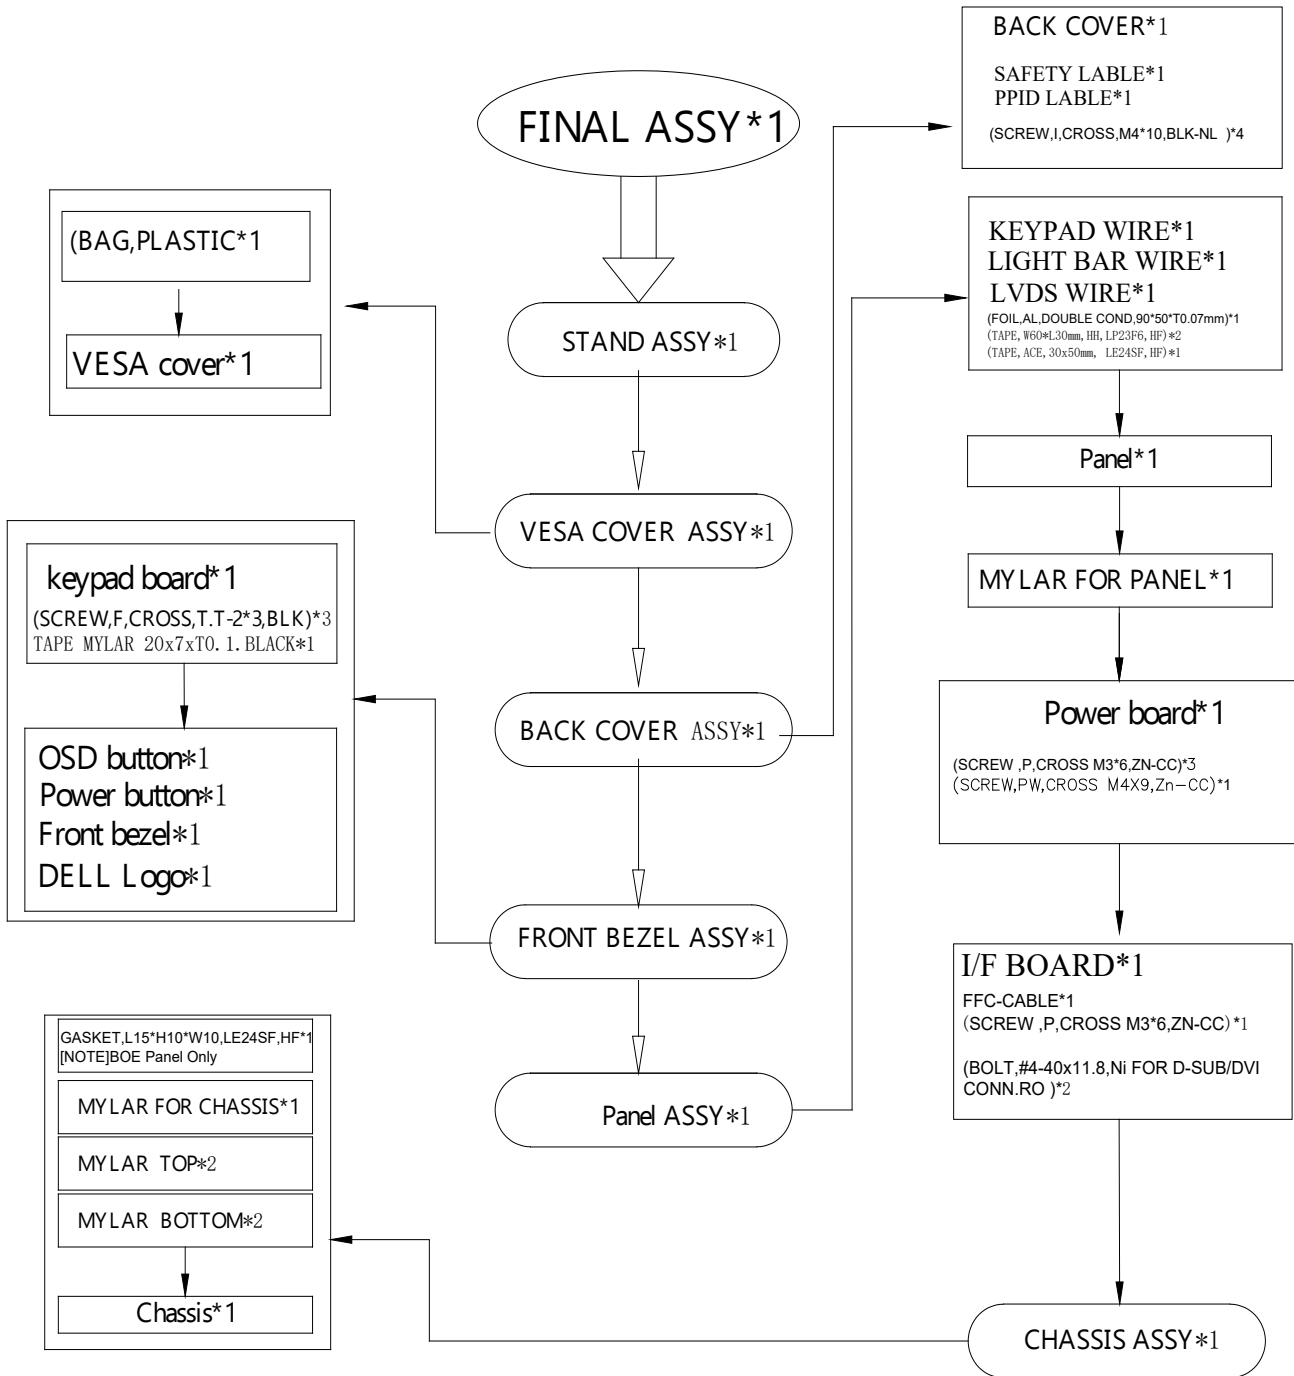 FINAL ASSY*1
STAND ASSY*1
VESA COVER ASSY*1
BACK COVER ASSY*1
FRONT BEZEL ASSY*1
Panel ASSY*1
(BAG,PLASTIC*1
VESA cover*1
keypad board*1
(SCREW,F,CROSS,T.T-2*3,BLK)*3
TAPE MYLAR 20x7xT0.1.BLACK*1
OSD button*1
Power button*1
Front bezel*1
DELL Logo*1
GASKET,L15*H10*W10,LE24SF,HF*1
[NOTE]BOE Panel Only
MYLAR FOR CHASSIS*1
MYLAR TOP*2
MYLAR BOTTOM*2
Chassis*1
BACK COVER*1
SAFETY LABLE*1
PPID LABLE*1
(SCREW,I,CROSS,M4*10,BLK-NL )*4
KEYPAD WIRE*1
LIGHT BAR WIRE*1
LVDS WIRE*1
(FOIL,AL,DOUBLE COND,90*50*T0.07mm)*1
(TAPE,W60*L30mm,HH,LP23F6,HF)*2
(TAPE,ACE,30x50mm, LE24SF,HF)*1
Panel*1
MYLAR FOR PANEL*1
Power board*1
(SCREW ,P,CROSS M3*6,ZN-CC)*3
(SCREW,PW,CROSS M4X9,Zn-CC)*1
I/F BOARD*1
FFC-CABLE*1
(SCREW ,P,CROSS M3*6,ZN-CC)*1
(BOLT,#4-40x11.8,Ni FOR D-SUB/DVI
CONN.RO )*2
CHASSIS ASSY*1